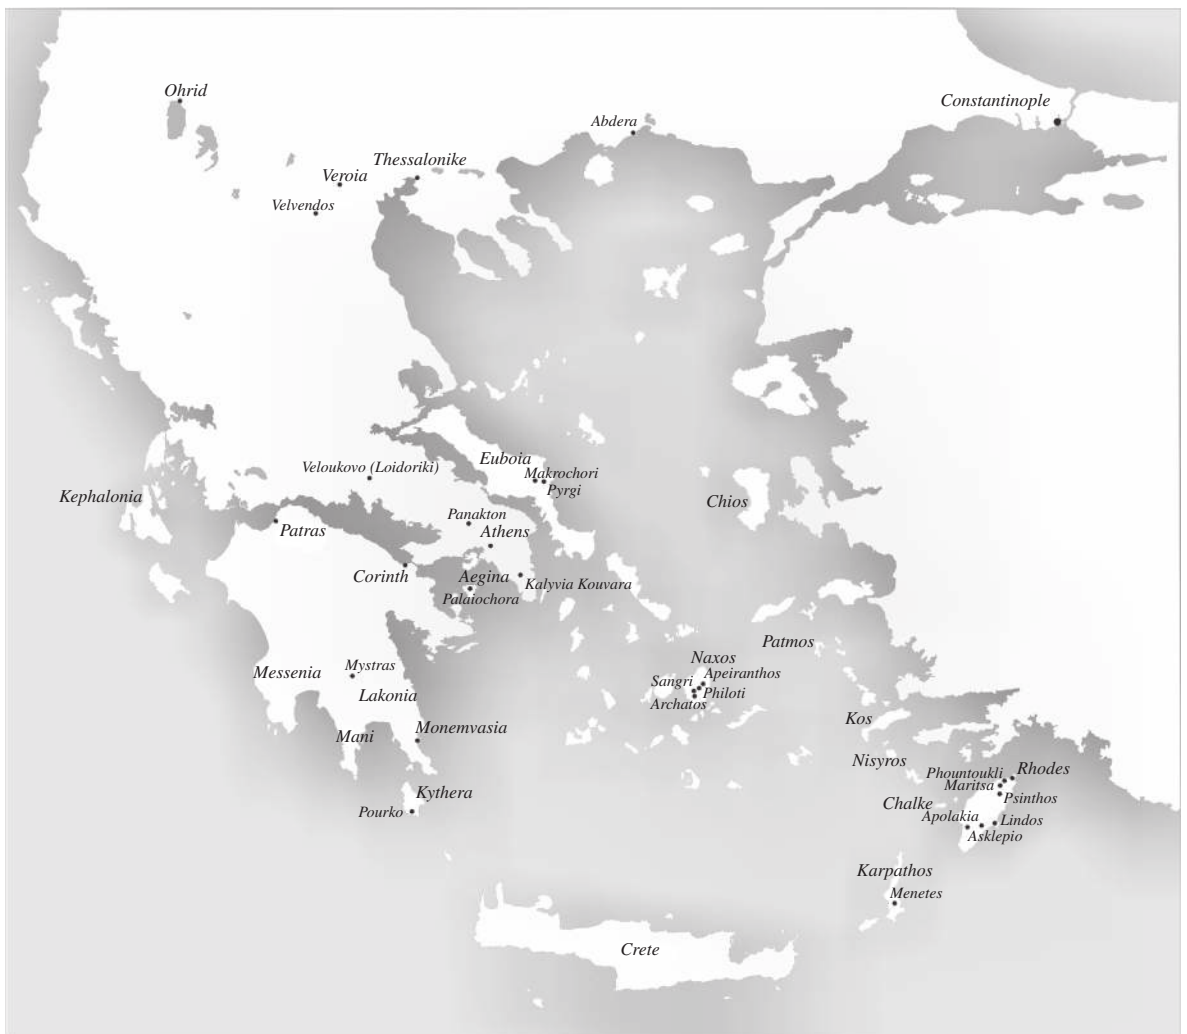 Ohrid
Constantinople
Abdera
Thessalonike
Veroia
Velvendos
Euboia
Veloukovo (Loidoriki)
Makrochori
Pyrgi
Kephalonia
Chios
Panakton
Patras
Athens
Corinth
Aegina
Kalyvia Kouvara
Palaiochora
Patmos
Naxos
Messenia
Mystras
Apeiranthos
Sangri
Philoti
Lakonia
Archatos
Kos
Monemvasia
Mani
Nisyros
Rhodes
Phountoukli
Maritsa
Kythera
Psinthos
Chalke
Pourko
Apolakia
Lindos
Asklepio
Karpathos
Menetes
Crete